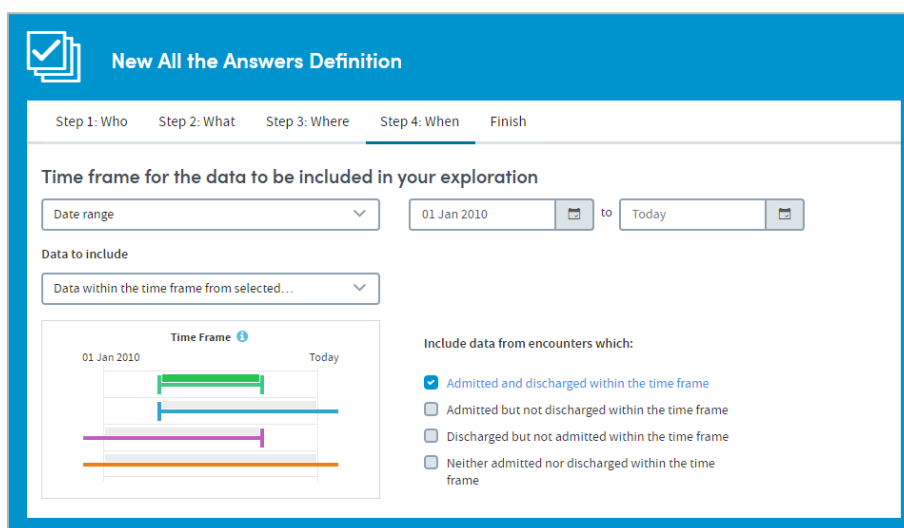 New All the Answers Definition
Step 1: Who Step 2: What Step 3: Where Step 4: When Finish
Time frame for the data to be included in your exploration
Date range 01 Jan 2010 to Today
Data to include
Data within the time frame from selected...
Time Frame
01 Jan 2010 Today
Include data from encounters which:
Admitted and discharged within the time frame
Admitted but not discharged within the time frame
Discharged but not admitted within the time frame
Neither admitted nor discharged within the time
frame